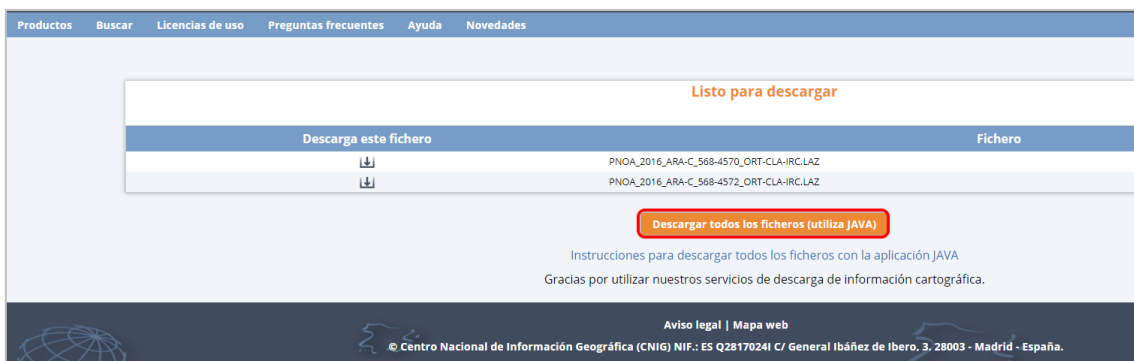 Productos Buscar Licencias de uso Preguntas frecuentes Ayuda Novedades
Listo para descargar
Descarga este fichero Fichero
PNOA_2016_ARA-C_568-4570_ORT-CLA-IRC.LAZ
PNOA_2016_ARA-C_568-4572_ORT-CLA-IRC.LAZ
Descargar todos los ficheros (utiliza JAVA)
Instrucciones para descargar todos los ficheros con la aplicación JAVA
Gracias por utilizar nuestros servicios de descarga de información cartográfica.
Aviso legal | Mapa web
© Centro Nacional de Información Geográfica (CNIG) NIF.: ES Q2817024I C/ General Ibáñez de Ibero, 3. 28003 - Madrid - España.